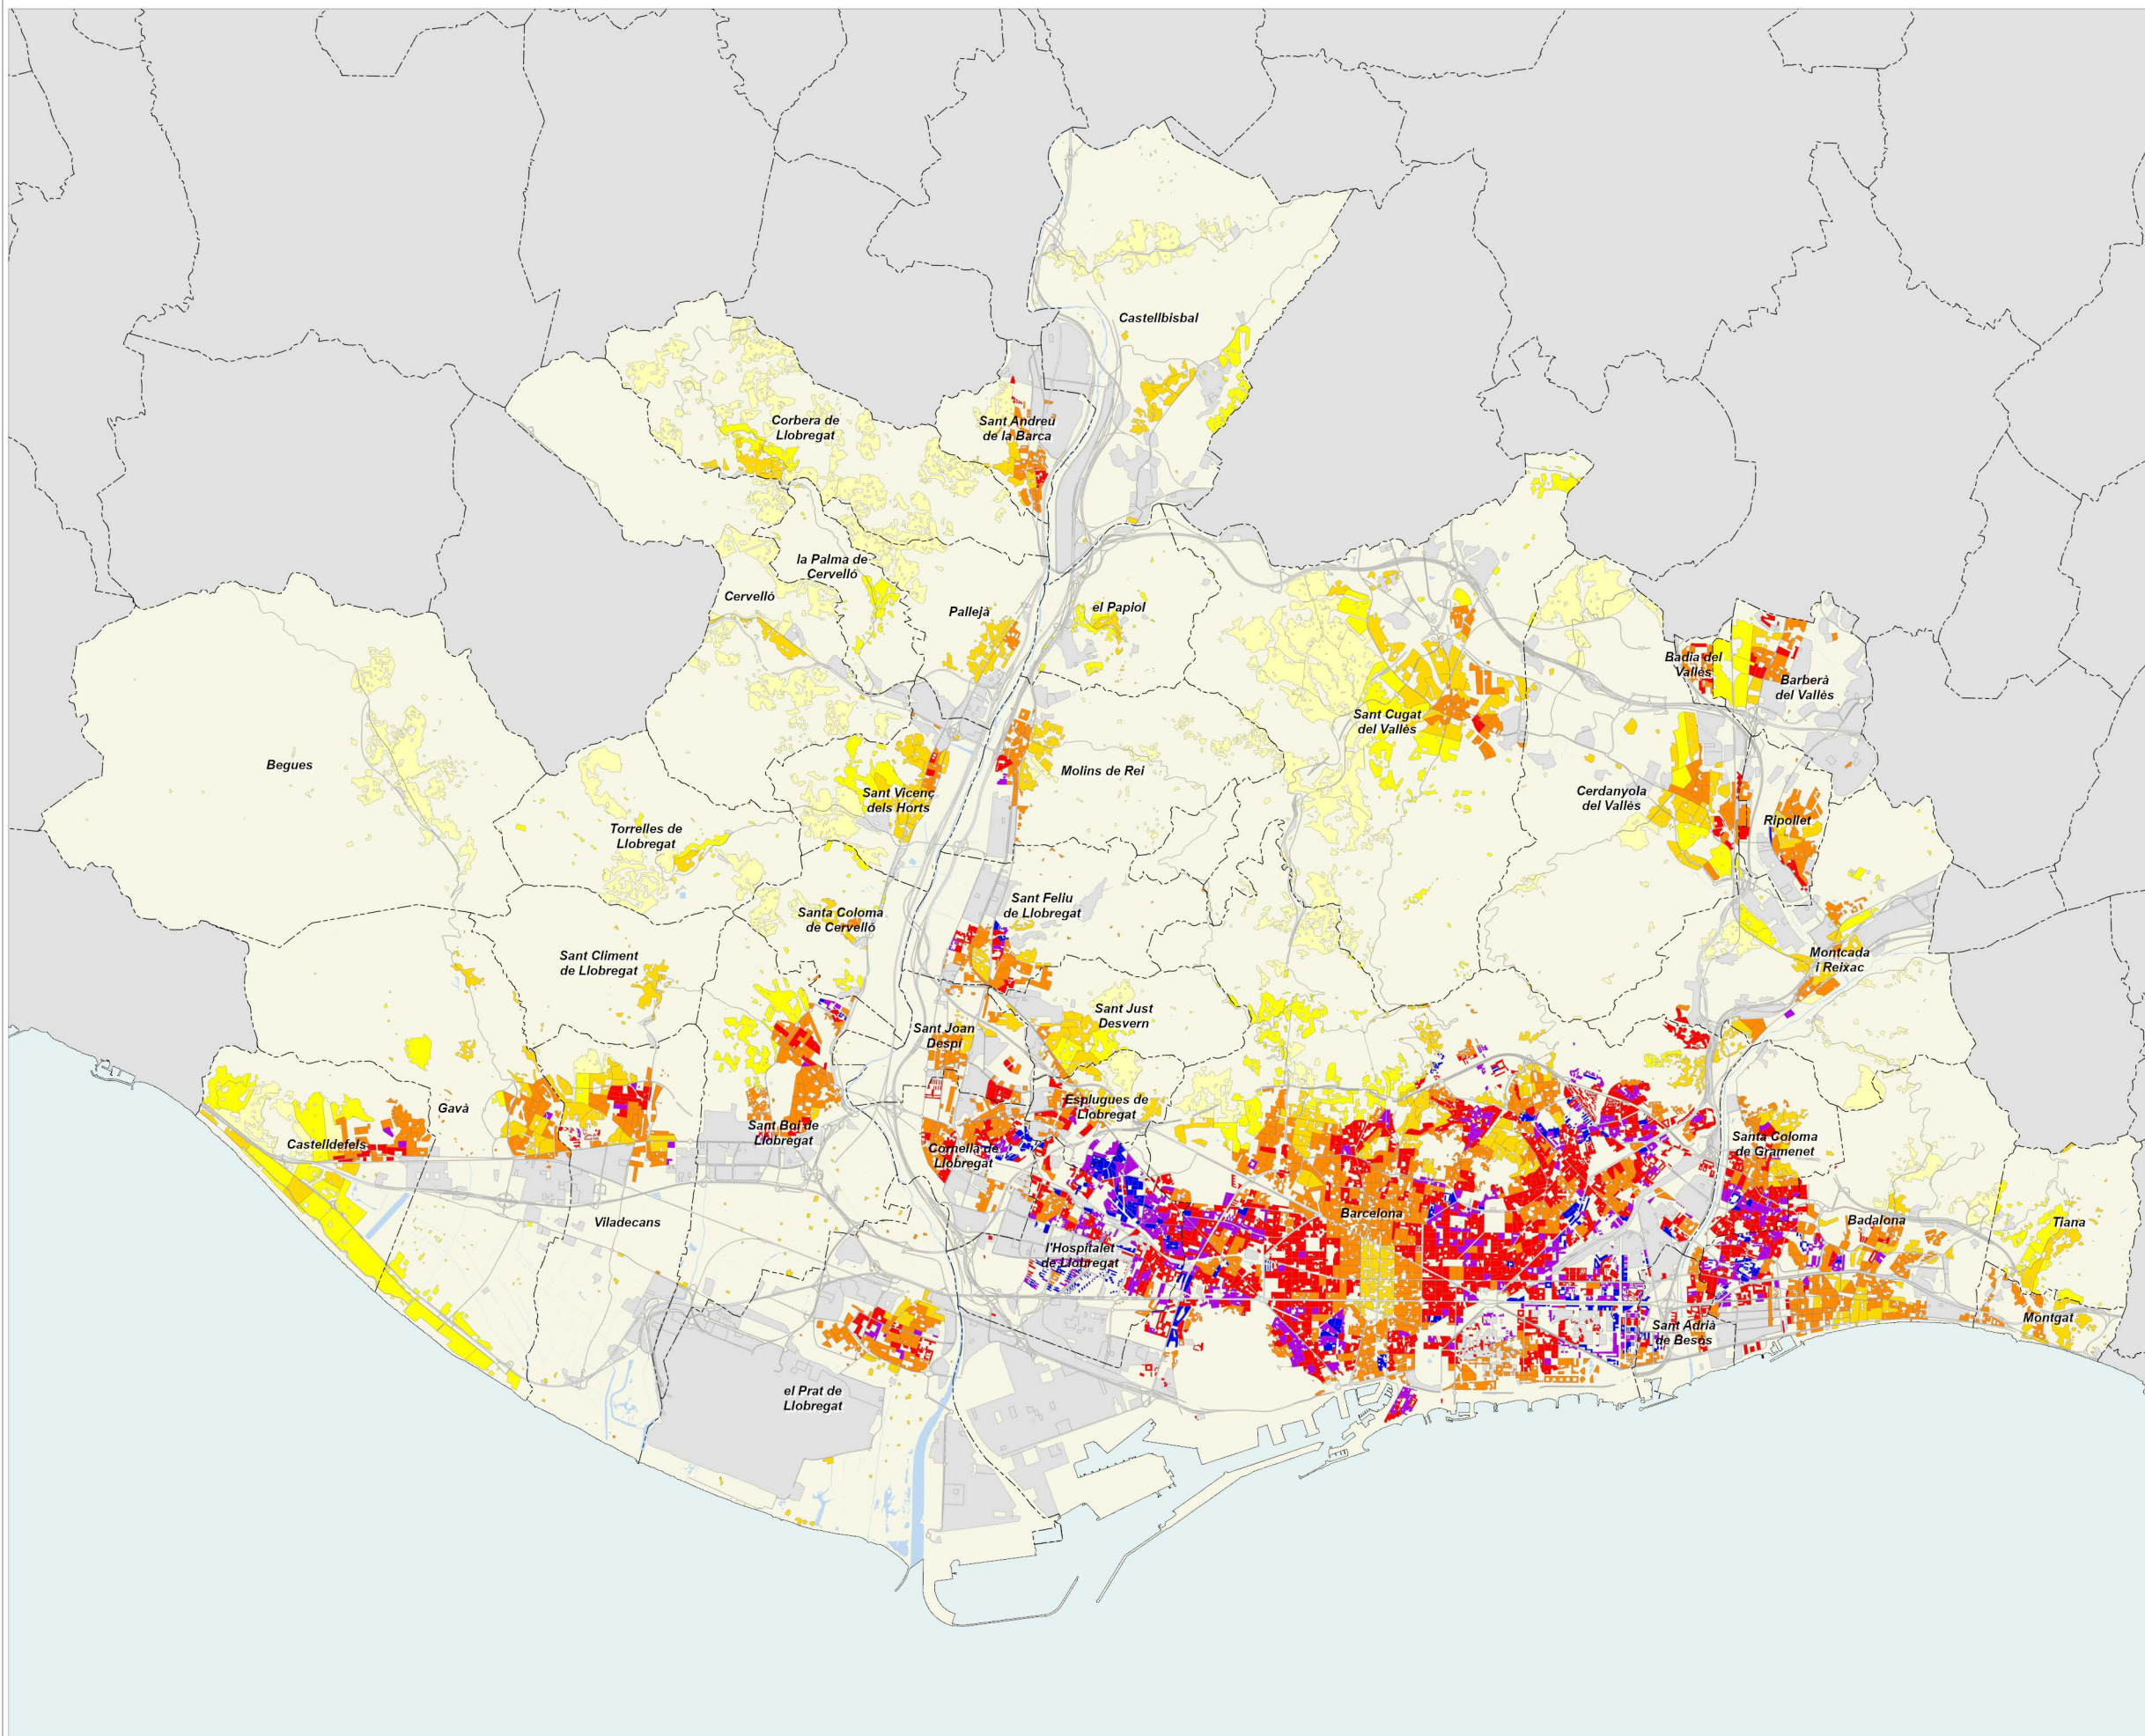 Castellbisbal
Corbera de
Llobregat
Sant Andreu
de la Barca
la Palma de
Cervelló
Cervelló
Pallejà
el Papiol
Badia del
Vallès
Barberà
del Vallès
Sant Cugat
del Vallès
Begues
Molins de Rei
Sant Vicenç
dels Horts
Cerdanyola
del Vallès
Ripollet
Torrelles de
Llobregat
Sant Feliu
de Llobregat
Santa Coloma
de Cervelló
Sant Climent
de Llobregat
Montcada
i Reixac
Sant Just
Desvern
Sant Joan
Despí
Gavà
Esplugues de
Llobregat
Castelldefels
Sant Boi de
Llobregat
Cornellà de
Llobregat
Santa Coloma
de Gramenet
Barcelona
Viladecans
Badalona
Tiana
l'Hospitalet
de Llobregat
Montgat
Sant Adrià
de Besòs
el Prat de
Llobregat